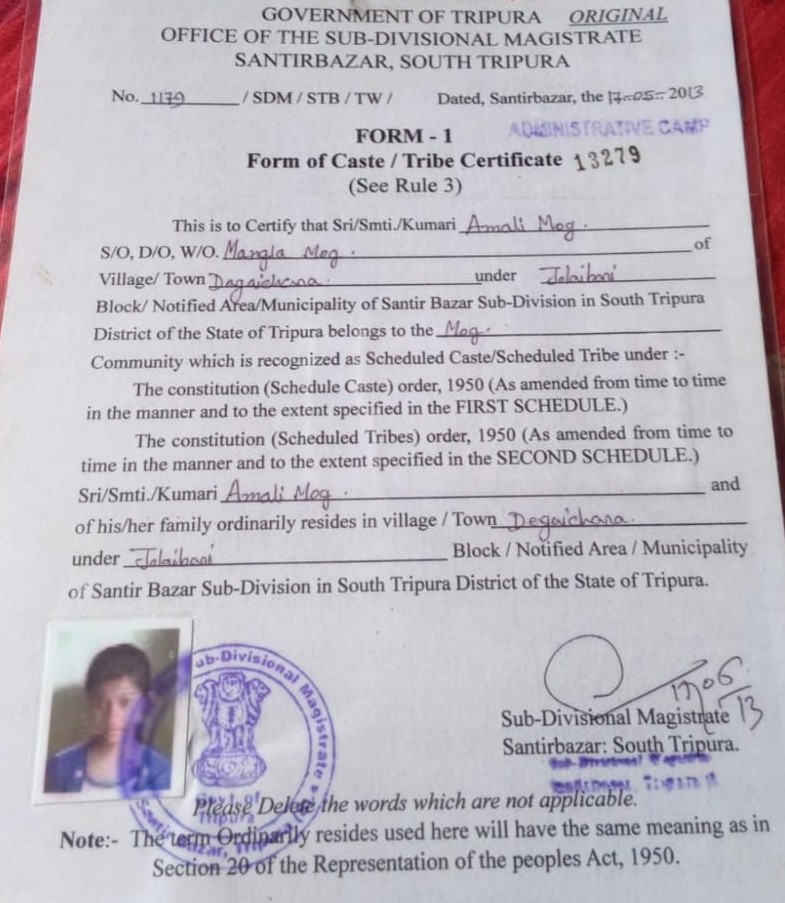 GOVERNMENT OF TRIPURA ORIGINAL
OFFICE OF THE SUB-DIVISIONAL MAGISTRATE
SANTIRBAZAR, SOUTH TRIPURA
No. 1179 / SDM / STB / TW / Dated, Santirbazar, the 17-05- 2013
ADMINISTRATIVE CAMP
FORM - 1
Form of Caste / Tribe Certificate 13279
(See Rule 3)
This is to Certify that Sri/Smti./Kumari Amali Mog.
S/O, D/O, W/O. Mangla Mog. of
Village/ Town Degaichana. under Jolaibari
Block/ Notified Area/Municipality of Santir Bazar Sub-Division in South Tripura
District of the State of Tripura belongs to the Mog.
Community which is recognized as Scheduled Caste/Scheduled Tribe under :-
The constitution (Schedule Caste) order, 1950 (As amended from time to time
in the manner and to the extent specified in the FIRST SCHEDULE.)
The constitution (Scheduled Tribes) order, 1950 (As amended from time to
time in the manner and to the extent specified in the SECOND SCHEDULE.)
Sri/Smti./Kumari Amali Mog. and
of his/her family ordinarily resides in village / Town Degaichana.
under Jolaibari Block / Notified Area / Municipality
of Santir Bazar Sub-Division in South Tripura District of the State of Tripura.
Sub-Divisional Magistrate
Sub-Divisional Magistrate
Santirbazar: South Tripura.
Tripura
Please Delete the words which are not applicable.
Note:- The term Ordinarily resides used here will have the same meaning as in
Section 20 of the Representation of the peoples Act, 1950.